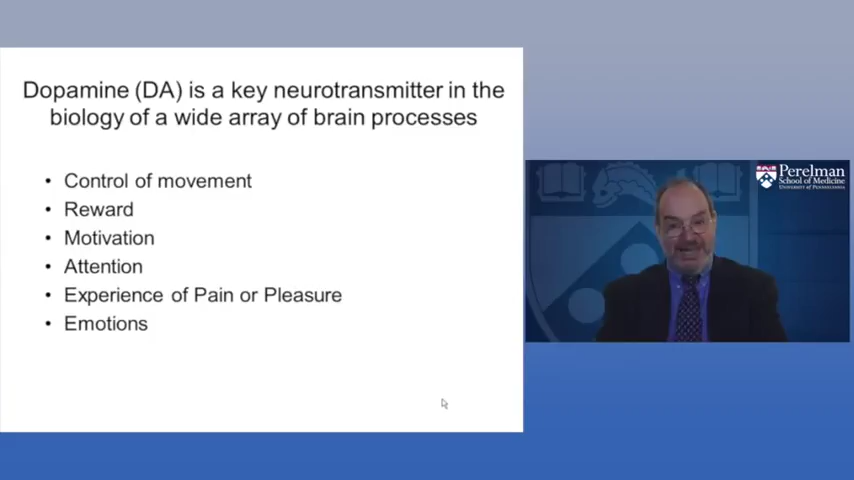 Dopamine (DA) is a key neurotransmitter in the
biology of a wide array of brain processes
• Control of movement
• Reward
• Motivation
• Attention
• Experience of Pain or Pleasure
• Emotions
Perelman
School of Medicine
University of Pennsylvania